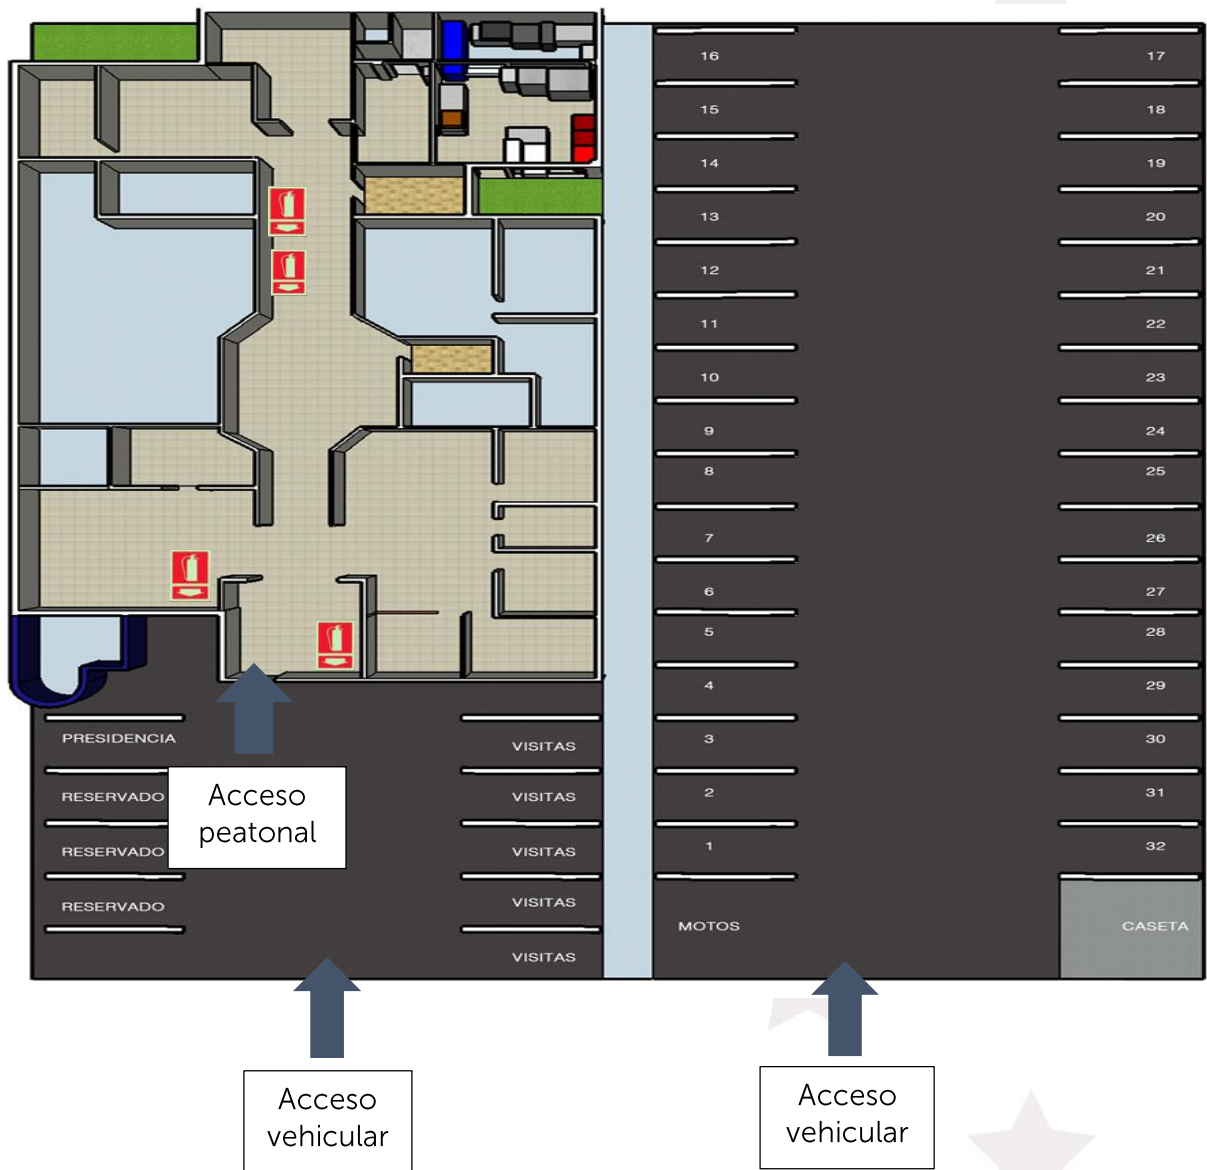 16 17
15 18
14 19
13 20
12 21
11 22
10 23
9 24
8 25
7 26
6 27
5 28
4 29
3 30
2 31
1 32
MOTOS CASETA
PRESIDENCIA VISITAS
RESERVADO VISITAS
RESERVADO VISITAS
RESERVADO VISITAS
VISITAS
Acceso
peatonal
Acceso
vehicular
Acceso
vehicular